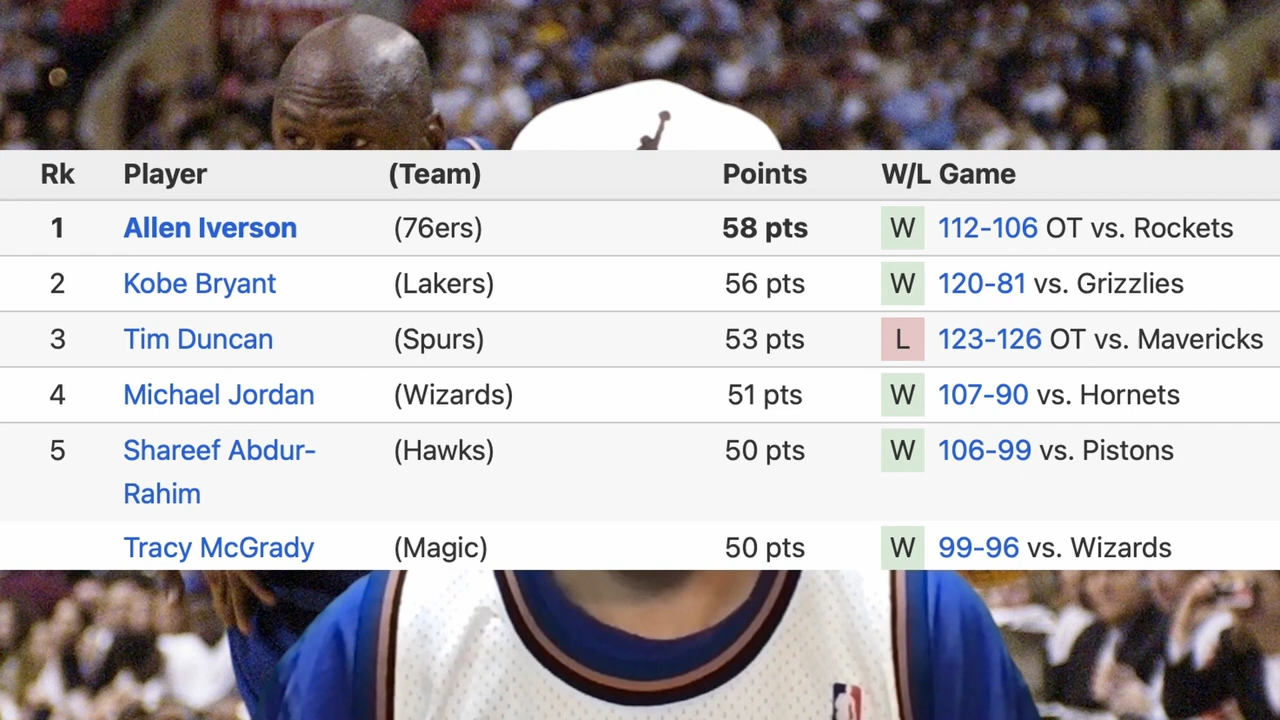 Rk Player (Team) Points W/L Game
1 Allen Iverson (76ers) 58 pts W 112-106 OT vs. Rockets
2 Kobe Bryant (Lakers) 56 pts W 120-81 vs. Grizzlies
3 Tim Duncan (Spurs) 53 pts L 123-126 OT vs. Mavericks
4 Michael Jordan (Wizards) 51 pts W 107-90 vs. Hornets
5 Shareef Abdur- (Hawks) 50 pts W 106-99 vs. Pistons
Rahim
Tracy McGrady (Magic) 50 pts W 99-96 vs. Wizards